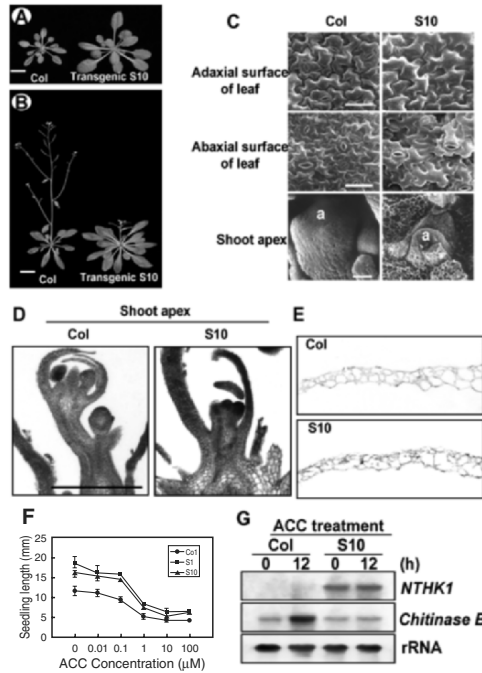 A
Col
Transgenic S10
B
Col
Transgenic S10
C
Col
S10
Adaxial surface
of leaf
Abaxial surface
of leaf
Shoot apex
a
a
D
Shoot apex
Col
S10
E
Col
S10
F
Seedling length (mm)
25
20
15
10
5
0
Co1
S1
S10
0 0.01 0.1 1 10 100
ACC Concentration (μM)
G
ACC treatment
Col S10
0 12 0 12 (h)
NTHK1
Chitinase B
rRNA